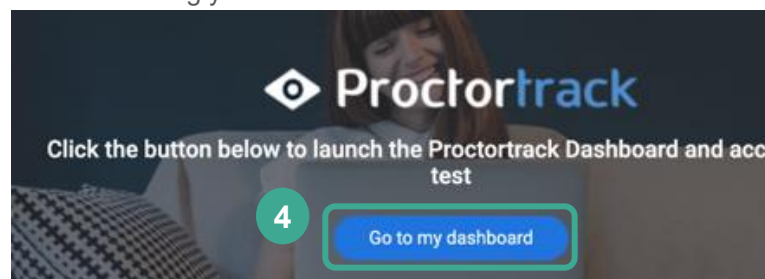 Proctortrack
Click the button below to launch the Proctortrack Dashboard and acc
test
4
Go to my dashboard